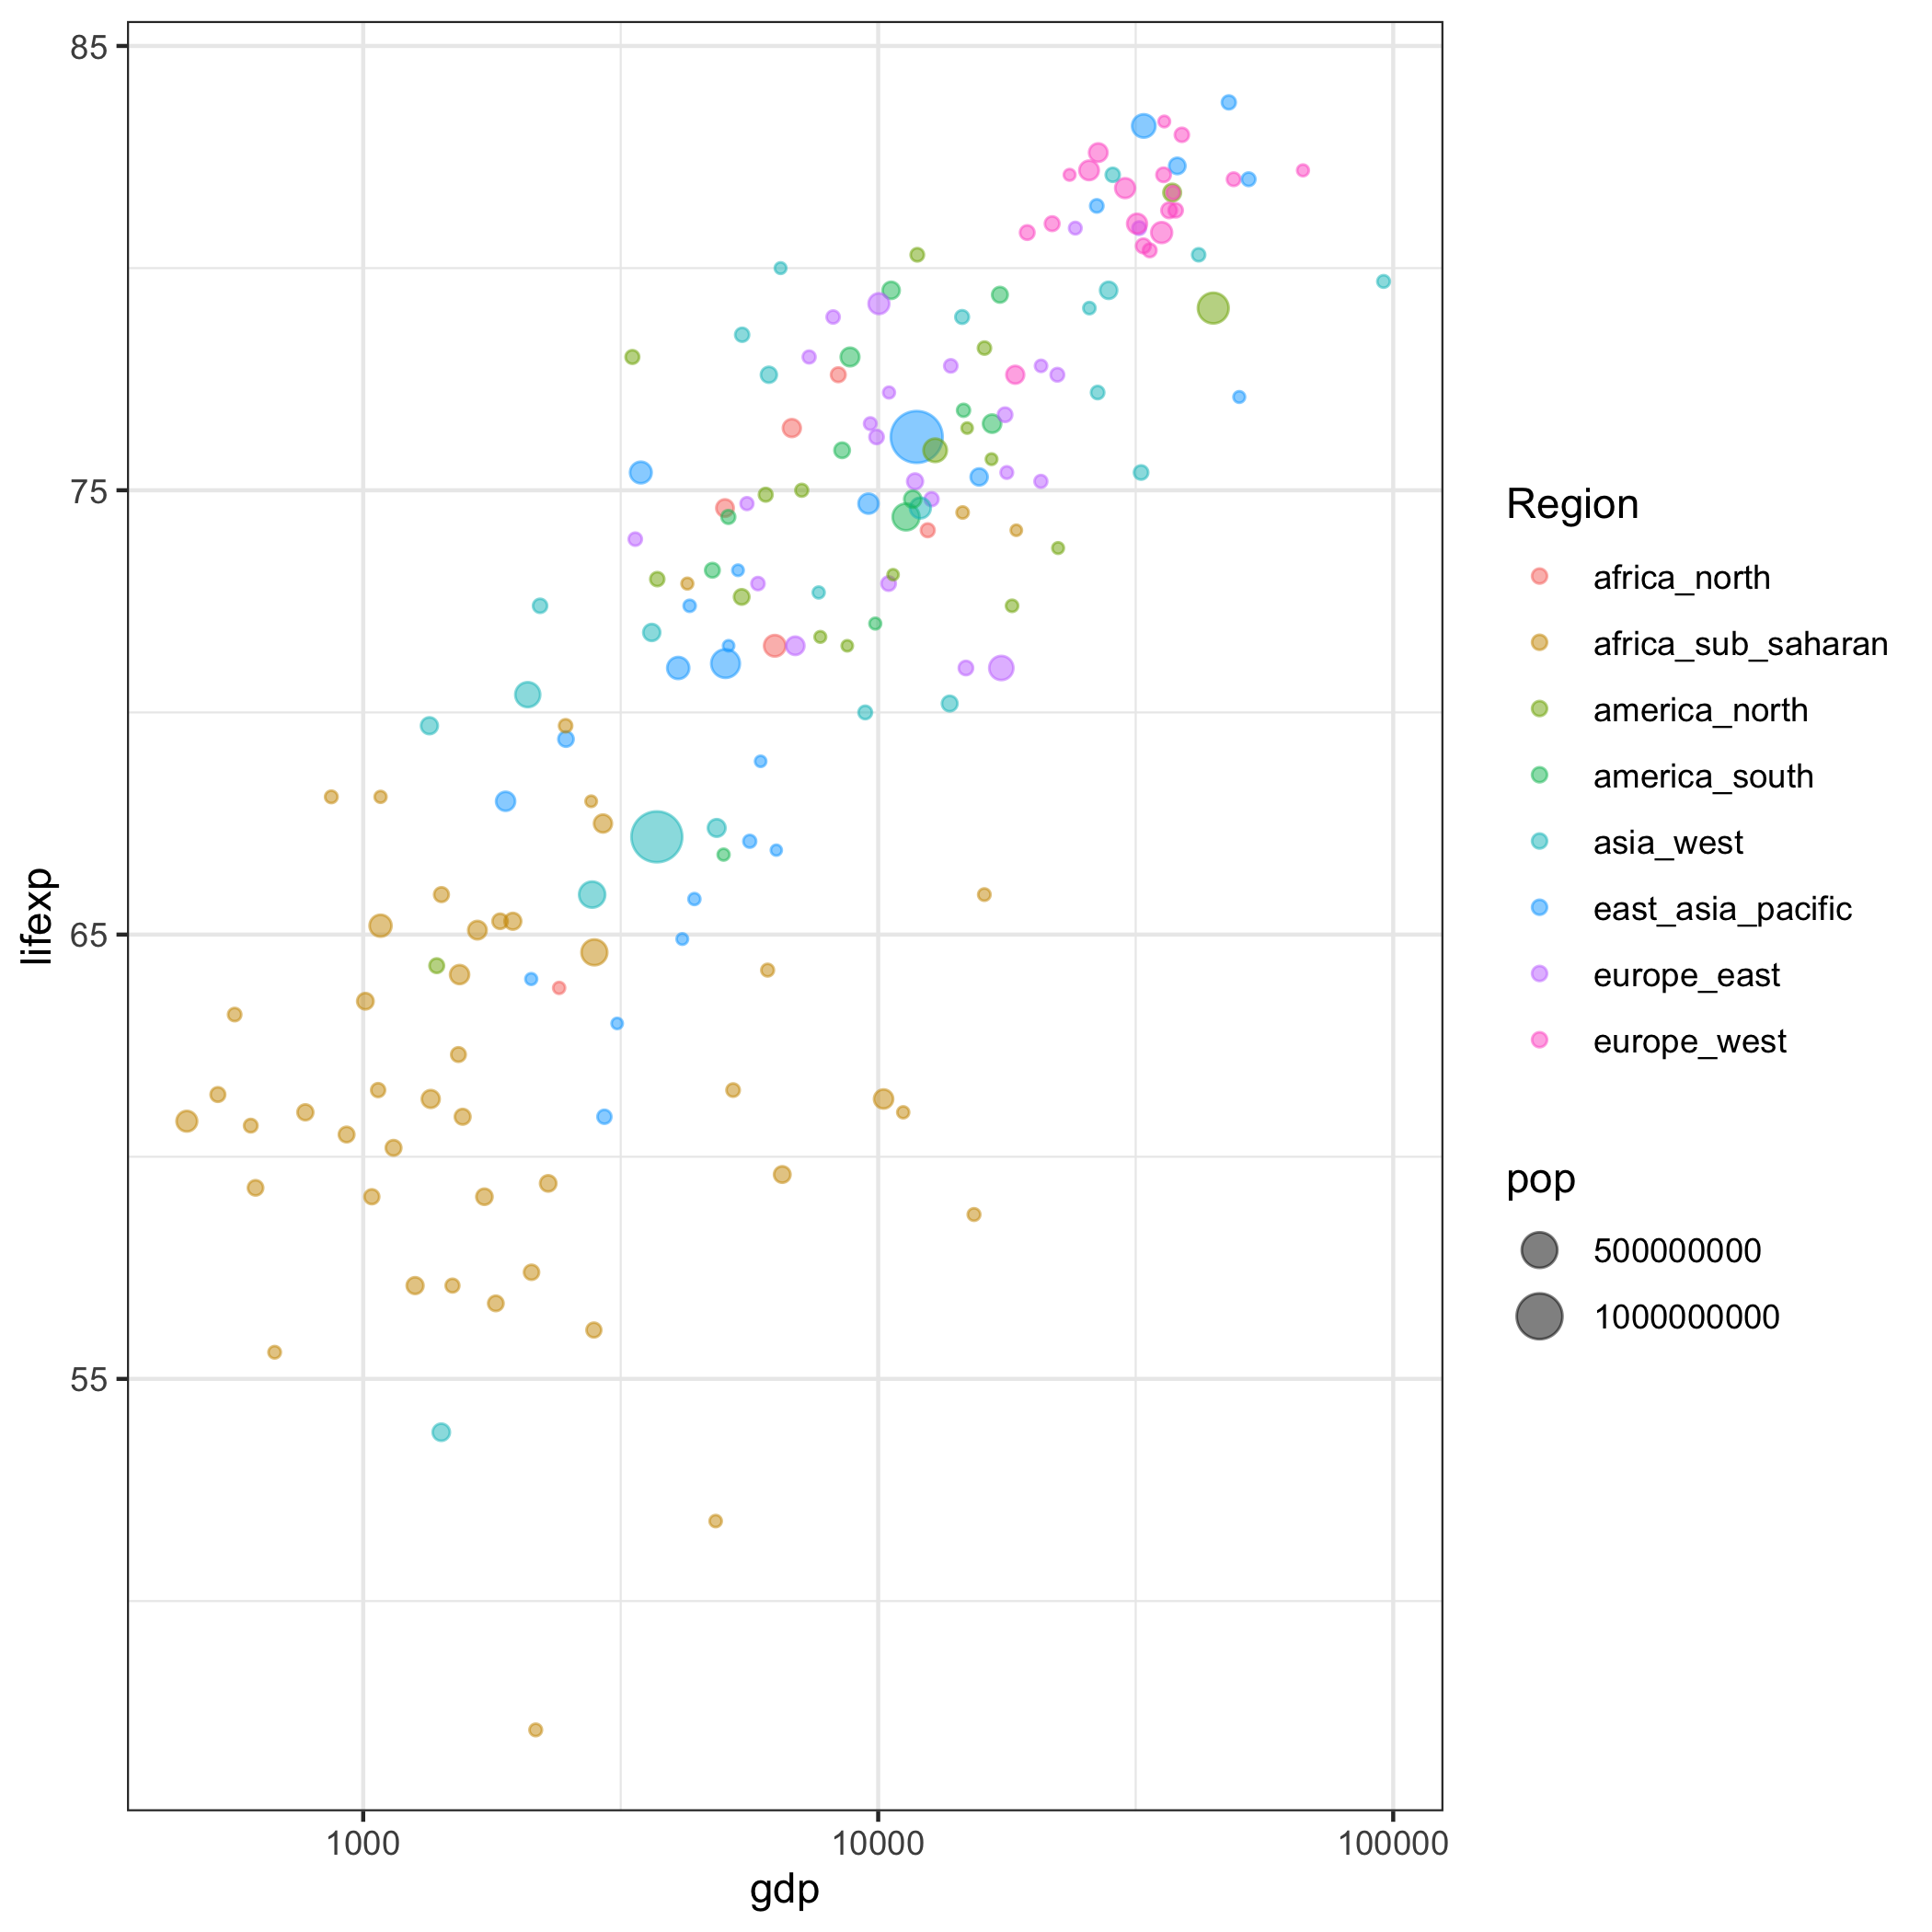 85
75
65
55
lifexp
1000
10000
100000
gdp
Region
africa_north
africa_sub_saharan
america_north
america_south
asia_west
east_asia_pacific
europe_east
europe_west
pop
500000000
1000000000